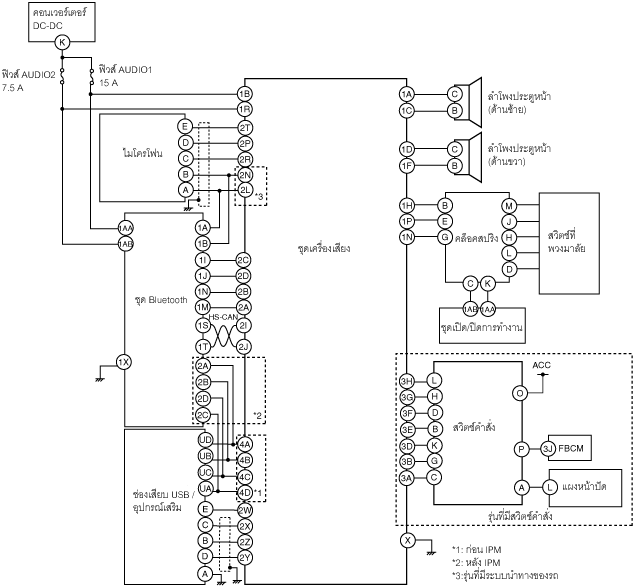 คอนเวอร์เตอร์
DC-DC
K
ฟิวส์ AUDIO2
7.5 A
ฟิวส์ AUDIO1
15 A
1B
1R
ไมโครโฟน
E
D
C
B
A
2T
2P
2R
2N
2L
*3
ชุดเครื่องเสียง
1A
1C
C
B
ลำโพงประตูหน้า
(ด้านซ้าย)
1D
1F
C
B
ลำโพงประตูหน้า
(ด้านขวา)
1H
1P
1N
B
E
G
คล็อคสปริง
M
J
H
L
D
สวิตช์ที่
พวงมาลัย
C
K
1AB
1AA
ชุดเปิด/ปิดการทำงาน
1AA
1AB
ชุด Bluetooth
1X
1A
1B
1I
1J
1N
1M
1S
1T
HS-CAN
2C
2D
2B
2A
2I
2J
2A
2B
2D
2C
*2
ช่องเสียบ USB /
อุปกรณ์เสริม
UD
UB
UC
UA
E
C
B
D
A
4A
4B
4C
4D
*1
2W
2X
2Z
2Y
3H
3G
3F
3E
3D
3B
3A
L
H
D
B
K
G
C
สวิตช์คำสั่ง
O
ACC
P
3J
FBCM
A
L
แผงหน้าปัด
รุ่นที่มีสวิตช์คำสั่ง
X
*1: ก่อน IPM
*2: หลัง IPM
*3:รุ่นที่มีระบบนำทางของรถ